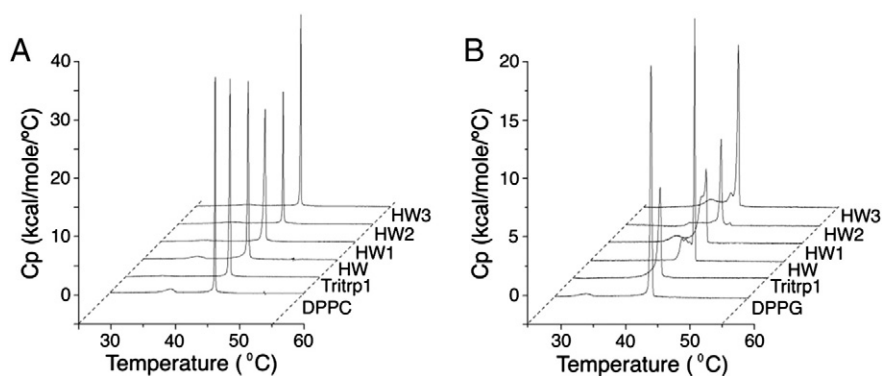 A
Cp (kcal/mole/ºC)
40
30
20
10
0
HW3
HW2
HW1
HW
Tritrp1
DPPC
30 40 50 60
Temperature ( °C)
B
Cp (kcal/mole/ºC)
20
15
10
5
0
HW3
HW2
HW1
HW
Tritrp1
DPPG
30 40 50 60
Temperature ( °C)